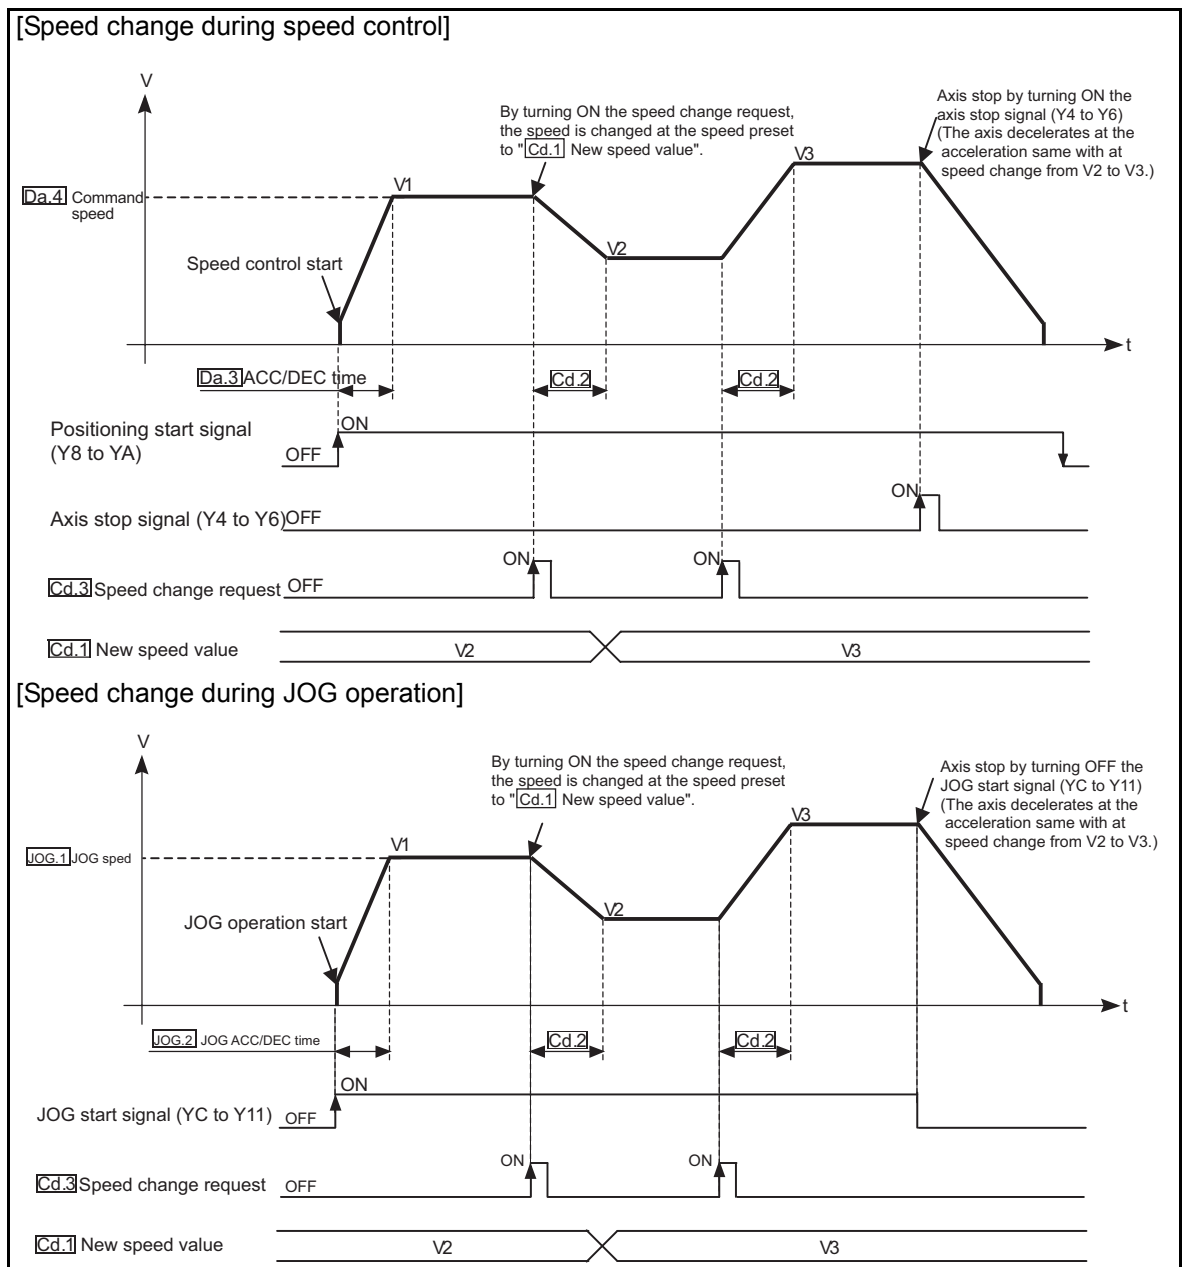 [Speed change during speed control]
V
By turning ON the speed change request,
the speed is changed at the speed preset
to "Cd.1 New speed value".
Axis stop by turning ON the
axis stop signal (Y4 to Y6)
(The axis decelerates at the
acceleration same with at
speed change from V2 to V3.)
V3
V1
Da.4 Command
speed
V2
Speed control start
t
Da.3 ACC/DEC time
Cd.2
Cd.2
Positioning start signal
(Y8 to YA)
ON
OFF
ON
Axis stop signal (Y4 to Y6) OFF
ON
ON
Cd.3 Speed change request OFF
Cd.1 New speed value
V2
V3
[Speed change during JOG operation]
V
By turning ON the speed change request,
the speed is changed at the speed preset
to "Cd.1 New speed value".
Axis stop by turning OFF the
JOG start signal (YC to Y11)
(The axis decelerates at the
acceleration same with at
speed change from V2 to V3.)
V3
V1
JOG.1 JOG sped
V2
JOG operation start
t
JOG.2 JOG ACC/DEC time
Cd.2
Cd.2
ON
JOG start signal (YC to Y11) OFF
ON
ON
Cd.3 Speed change request OFF
Cd.1 New speed value
V2
V3